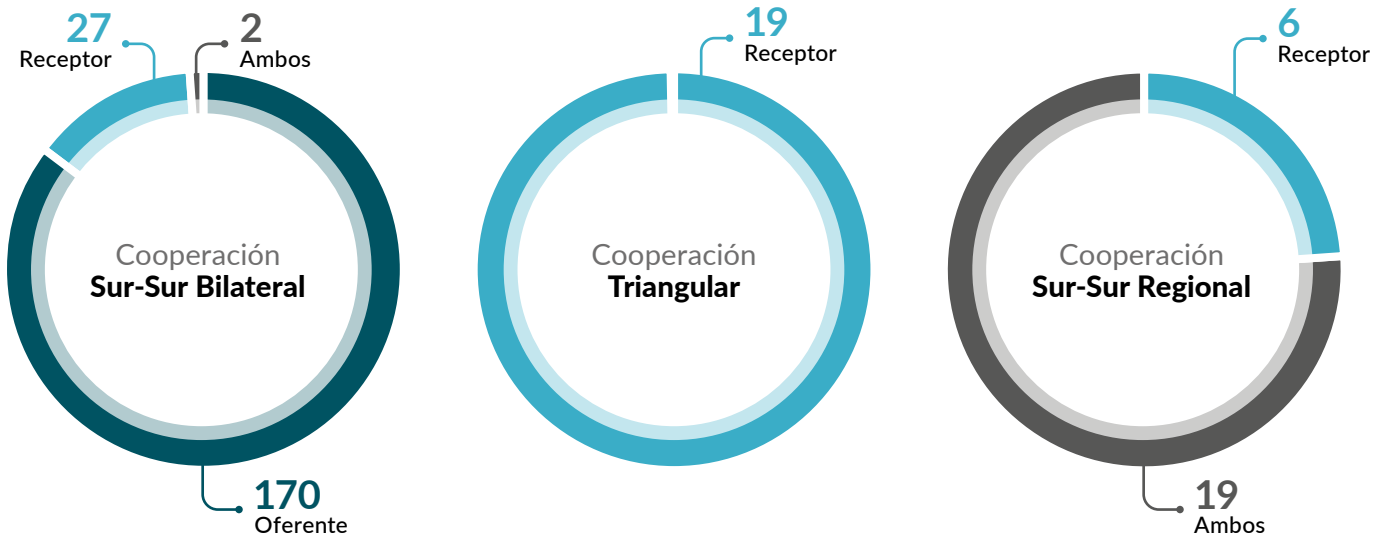 27
Receptor
2
Ambos
Cooperación
Sur-Sur Bilateral
170
Oferente
19
Receptor
Cooperación
Triangular
6
Receptor
Cooperación
Sur-Sur Regional
19
Ambos